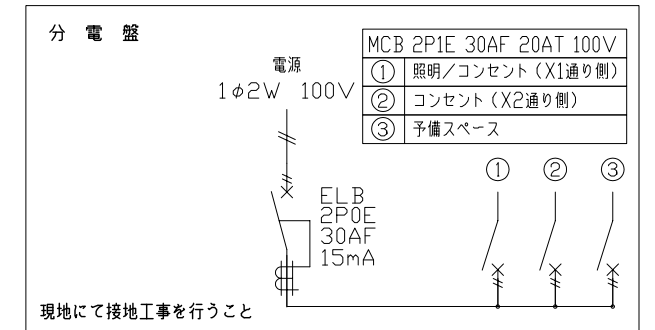 分電盤
電源
1φ2W 100V
MCB 2P1E 30AF 20AT 100V
① 照明/コンセント(X1通り側)
② コンセント(X2通り側)
③ 予備スペース
① ② ③
ELB
2P0E
30AF
15mA
現地にて接地工事を行うこと